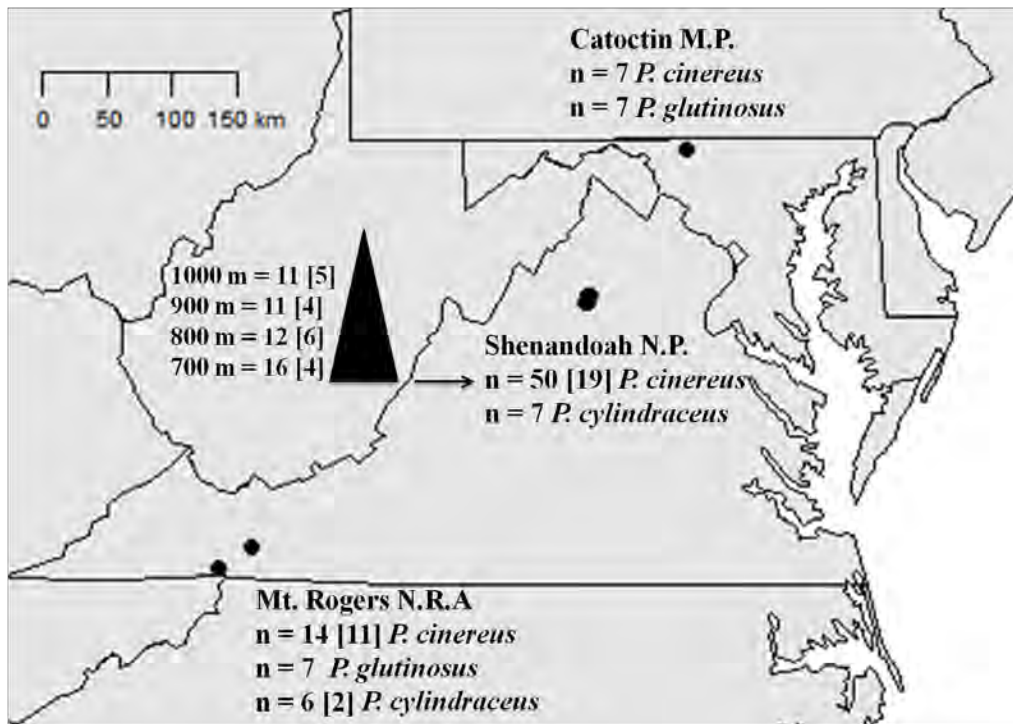 Catoctin M.P.
n = 7 P. cinereus
n = 7 P. glutinosus
0 50 100 150 km
1000 m = 11 [5]
900 m = 11 [4]
800 m = 12 [6]
700 m = 16 [4]
Shenandoah N.P.
n = 50 [19] P. cinereus
n = 7 P. cylindraceus
Mt. Rogers N.R.A
n = 14 [11] P. cinereus
n = 7 P. glutinosus
n = 6 [2] P. cylindraceus